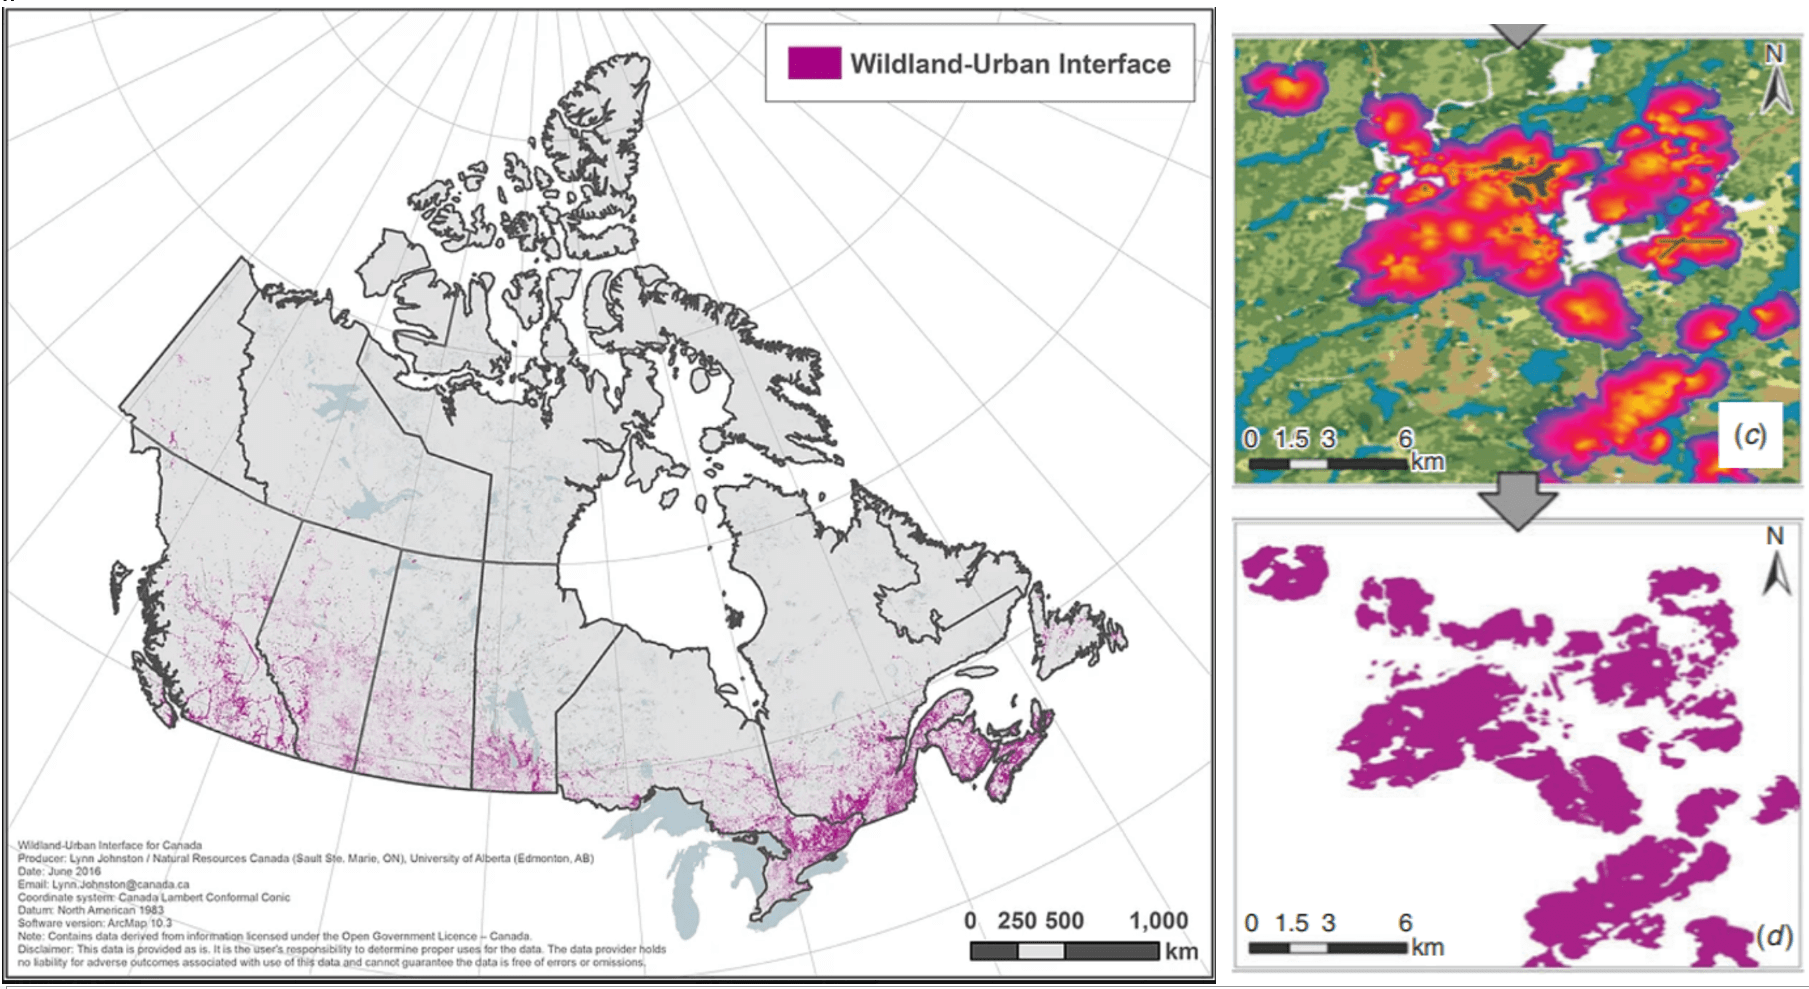 Wildland-Urban Interface
Wildland-Urban Interface for Canada
Producer: Lynn Johnston / Natural Resources Canada (Sault Ste. Marie, ON), University of Alberta (Edmonton, AB)
Date: June 2016
Email: Lynn.Johnston@canada.ca
Coordinate system: Canada Lambert Conformal Conic
Datum: North American 1983
Software version: ArcMap 10.3
Note: Contains data derived from information licensed under the Open Government Licence – Canada.
Disclaimer: This data is provided as is. It is the user's responsibility to determine proper uses for the data. The data provider holds
no liability for adverse outcomes associated with use of this data and cannot guarantee the data is free of errors or omissions.
0 250 500 1,000
km
N
0 1.5 3 6
km
(c)
N
0 1.5 3 6
km
(d)